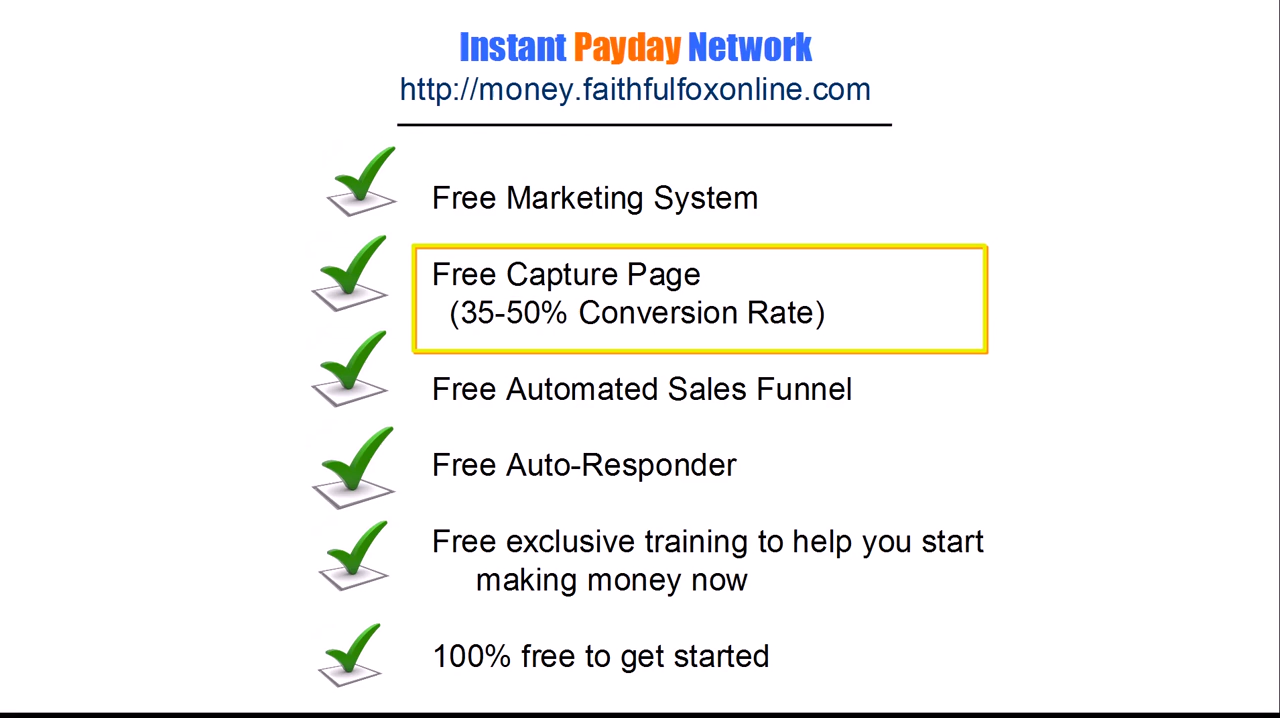 Instant Payday Network
http://money.faithfulfoxonline.com
Free Marketing System
Free Capture Page
(35-50% Conversion Rate)
Free Automated Sales Funnel
Free Auto-Responder
Free exclusive training to help you start
making money now
100% free to get started